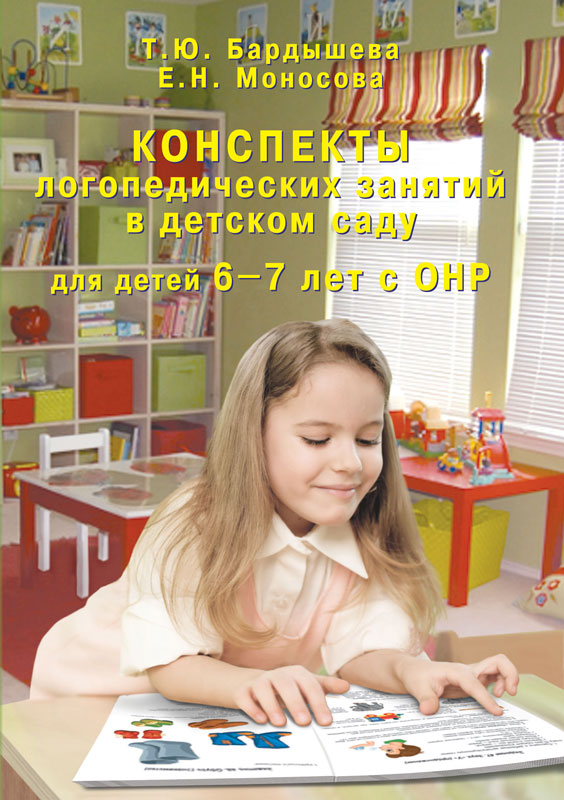 Т.Ю. Бардышева
Е.Н. Моносова
КОНСПЕКТЫ
логопедических занятий
в детском саду
для детей 6–7 лет с ОНР